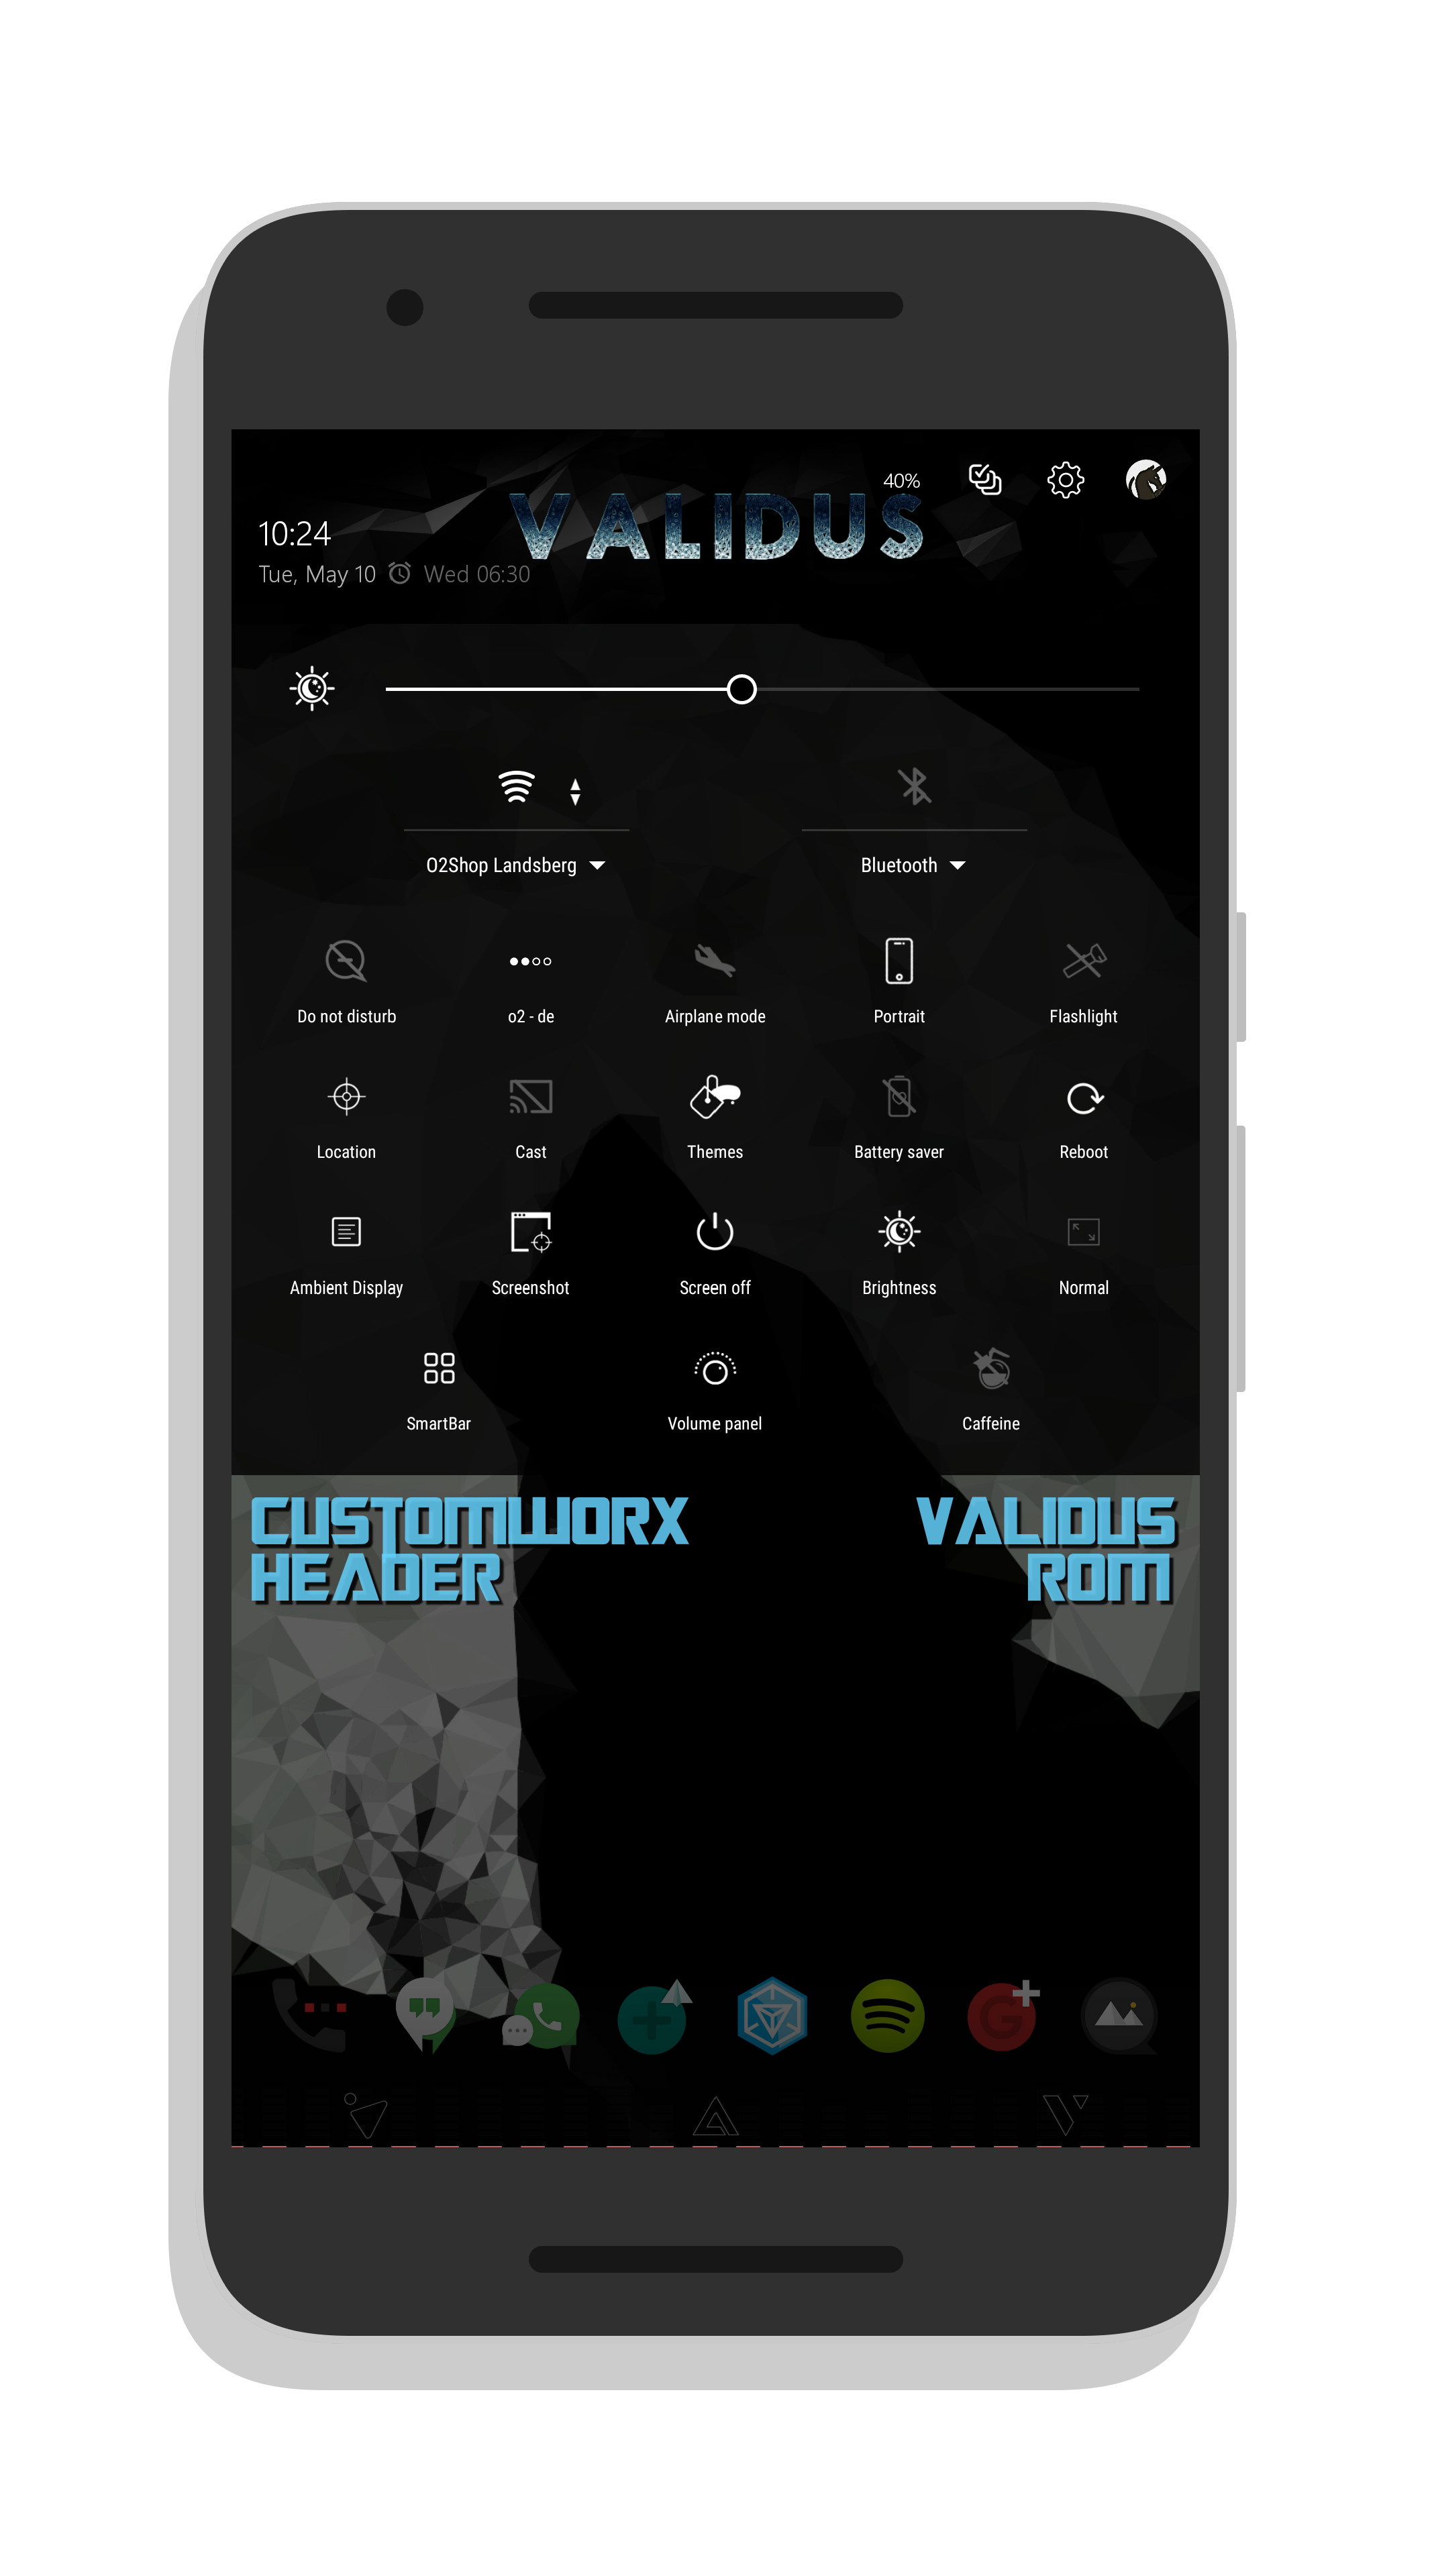 40%
VALIDUS
10:24
Tue, May 10 Wed 06:30
O2Shop Landsberg Bluetooth
Do not disturb o2 - de Airplane mode Portrait Flashlight
Location Cast Themes Battery saver Reboot
Ambient Display Screenshot Screen off Brightness Normal
SmartBar Volume panel Caffeine
CUSTOMWORX
HEADER
VALIDUS
ROM